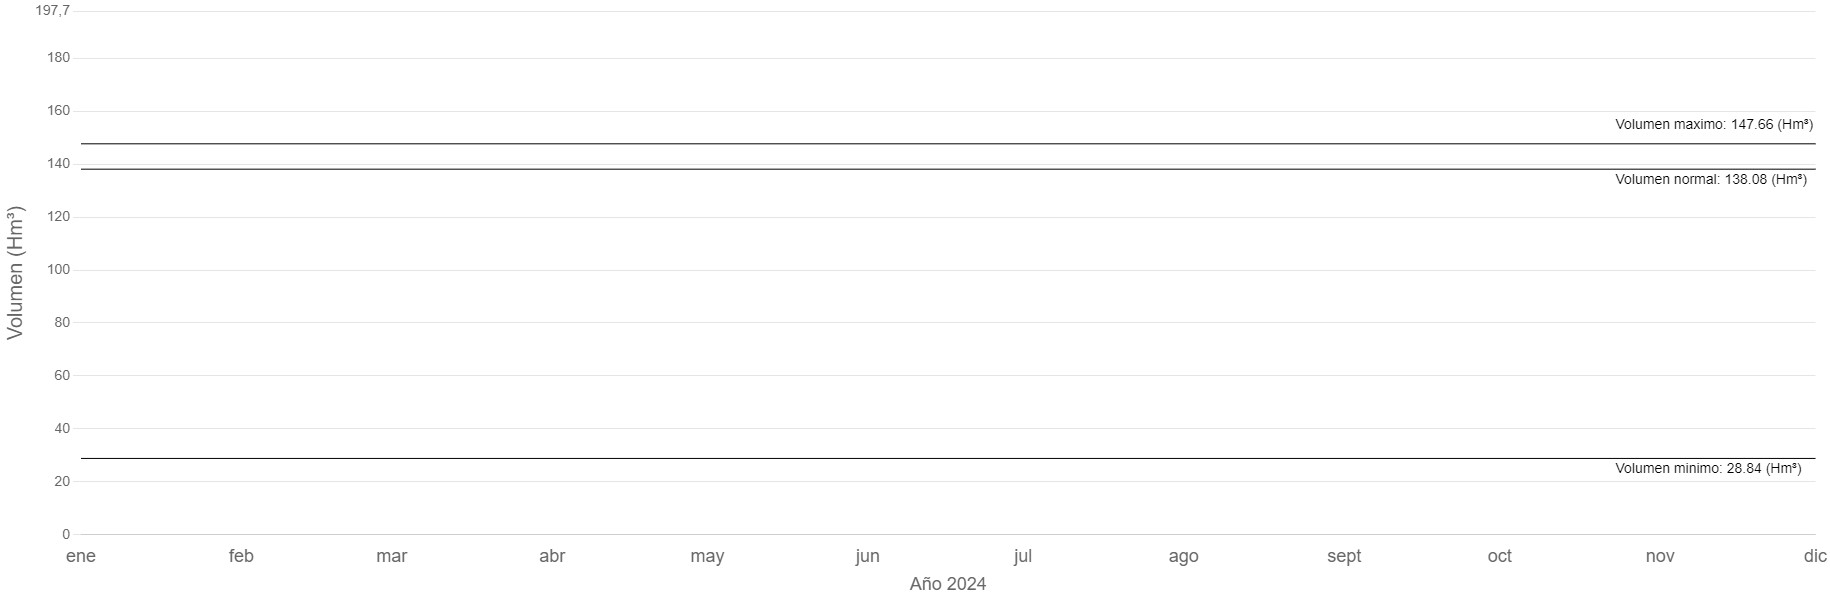 197,7
180
160
Volumen maximo: 147.66 (Hm³)
140
Volumen normal: 138.08 (Hm³)
120
Volumen (Hm³)
100
80
60
40
Volumen minimo: 28.84 (Hm³)
20
0
ene feb mar abr may jun jul ago sept oct nov dic
Año 2024